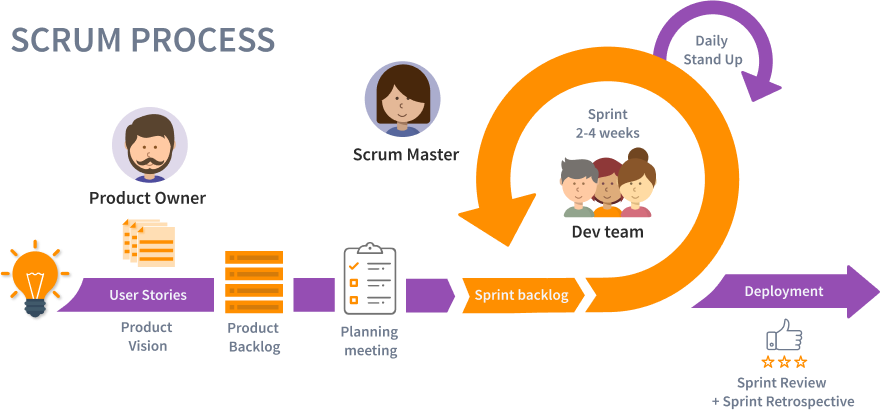 SCRUM PROCESS
Daily
Stand Up
Sprint
2-4 weeks
Scrum Master
Product Owner
Dev team
User Stories
Sprint backlog
Deployment
Product
Vision
Product
Backlog
Planning
meeting
Sprint Review
+ Sprint Retrospective